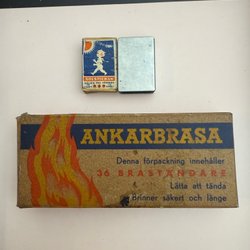 ANKARBRASA
Denna förpackning innehåller
36 BRASTÄNDARE
Lätta att tända
brinner säkert och länge